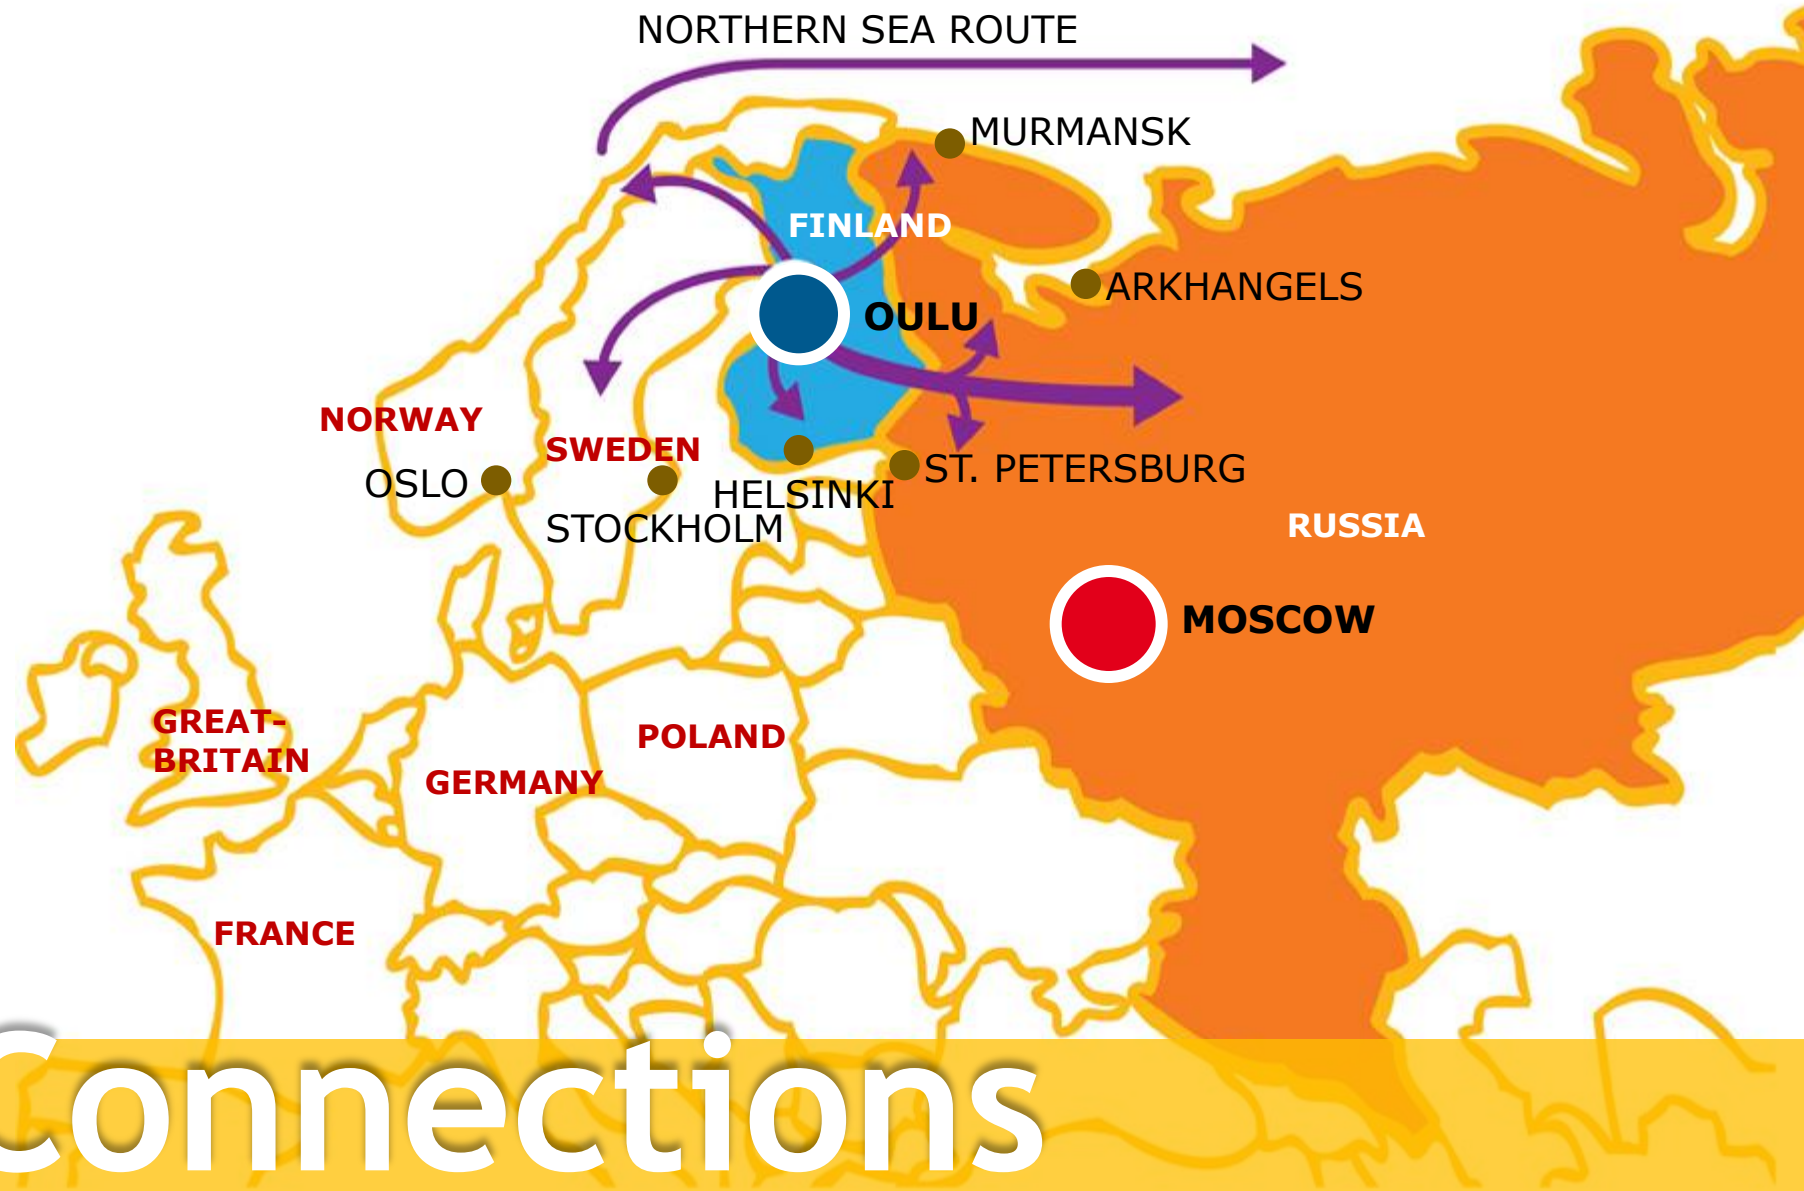 NORTHERN SEA ROUTE
MURMANSK
FINLAND
ARKHANGELS
OULU
NORWAY
SWEDEN
OSLO
ST. PETERSBURG
HELSINKI
STOCKHOLM
RUSSIA
MOSCOW
GREAT-
BRITAIN
POLAND
GERMANY
FRANCE
Connections